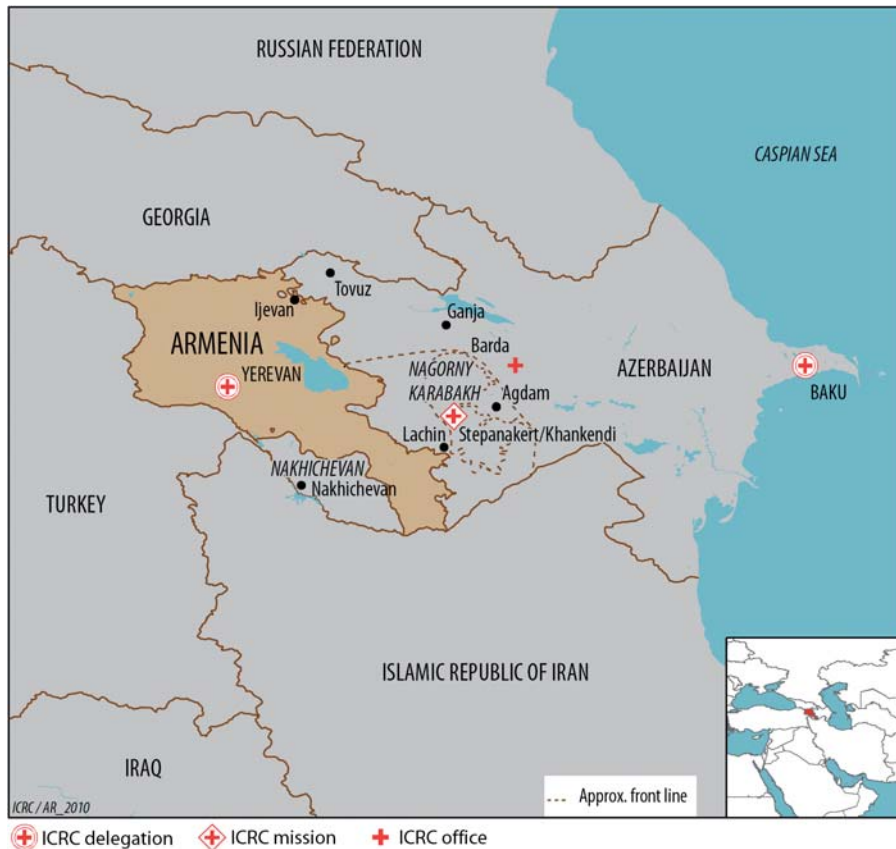 RUSSIAN FEDERATION
CASPIAN SEA
GEORGIA
Tovuz
Ijevan
Ganja
ARMENIA
Barda
AZERBAIJAN
NAGORNY
KARABAKH
YEREVAN
Agdam
BAKU
Lachin
Stepanakert/Khankendi
NAKHICHEVAN
Nakhichevan
TURKEY
ISLAMIC REPUBLIC OF IRAN
IRAQ
Approx. front line
ICRC / AR_2010
ICRC delegation ICRC mission ICRC office